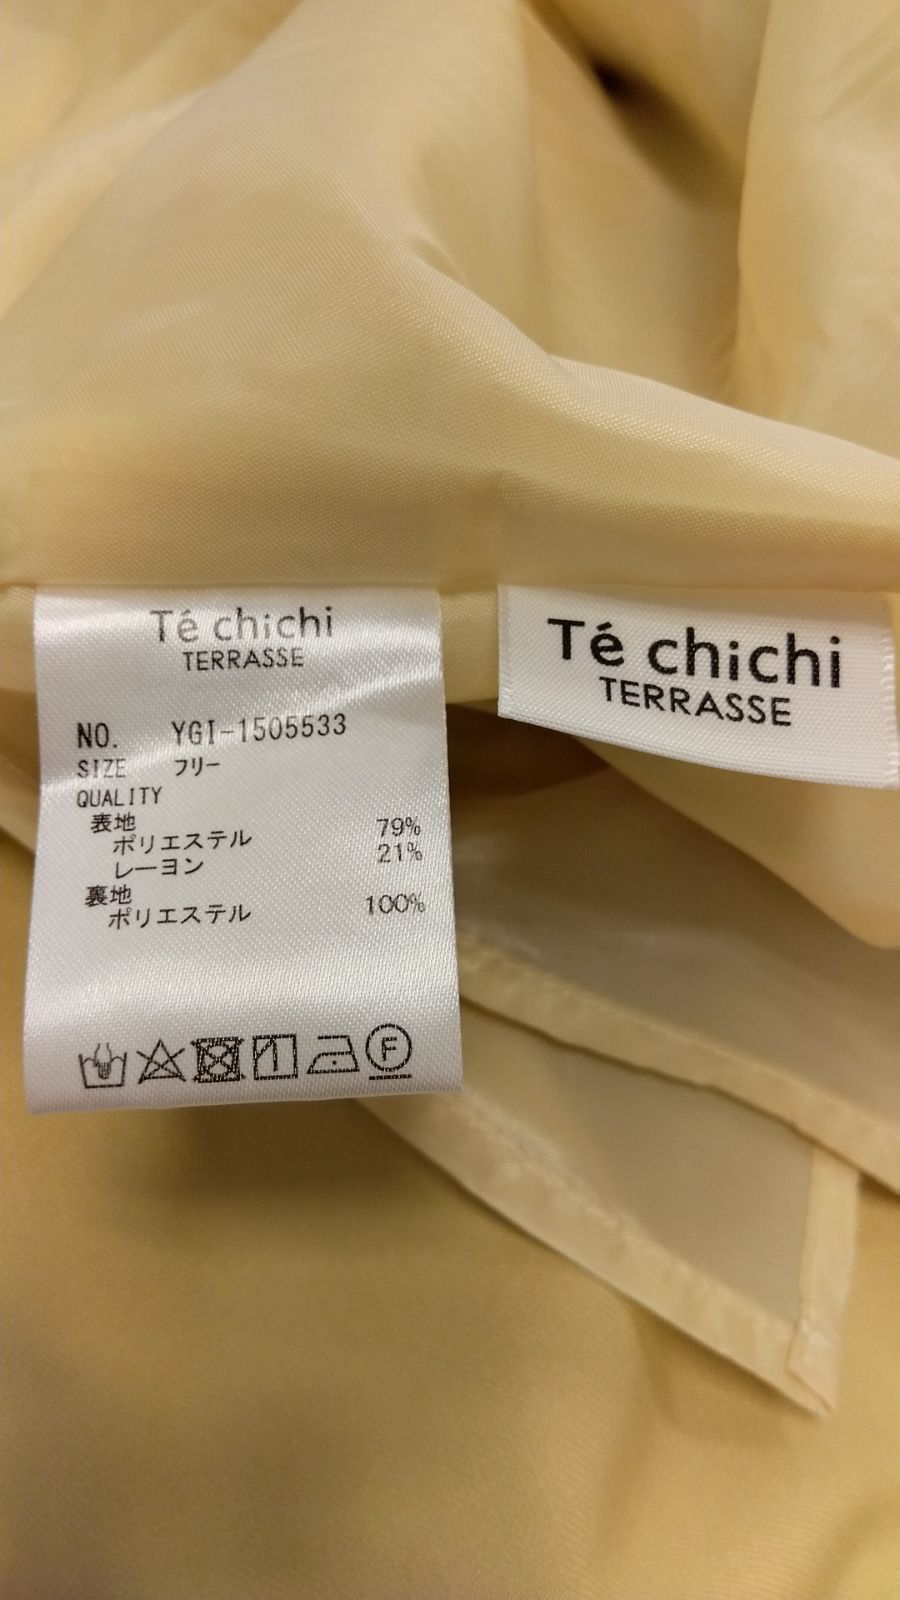 Té chichi
TERRASSE
NO. YGI-1505533
SIZE フリー
QUALITY
表地
ポリエステル 79%
レーヨン 21%
裏地
ポリエステル 100%
F
Té chichi
TERRASSE